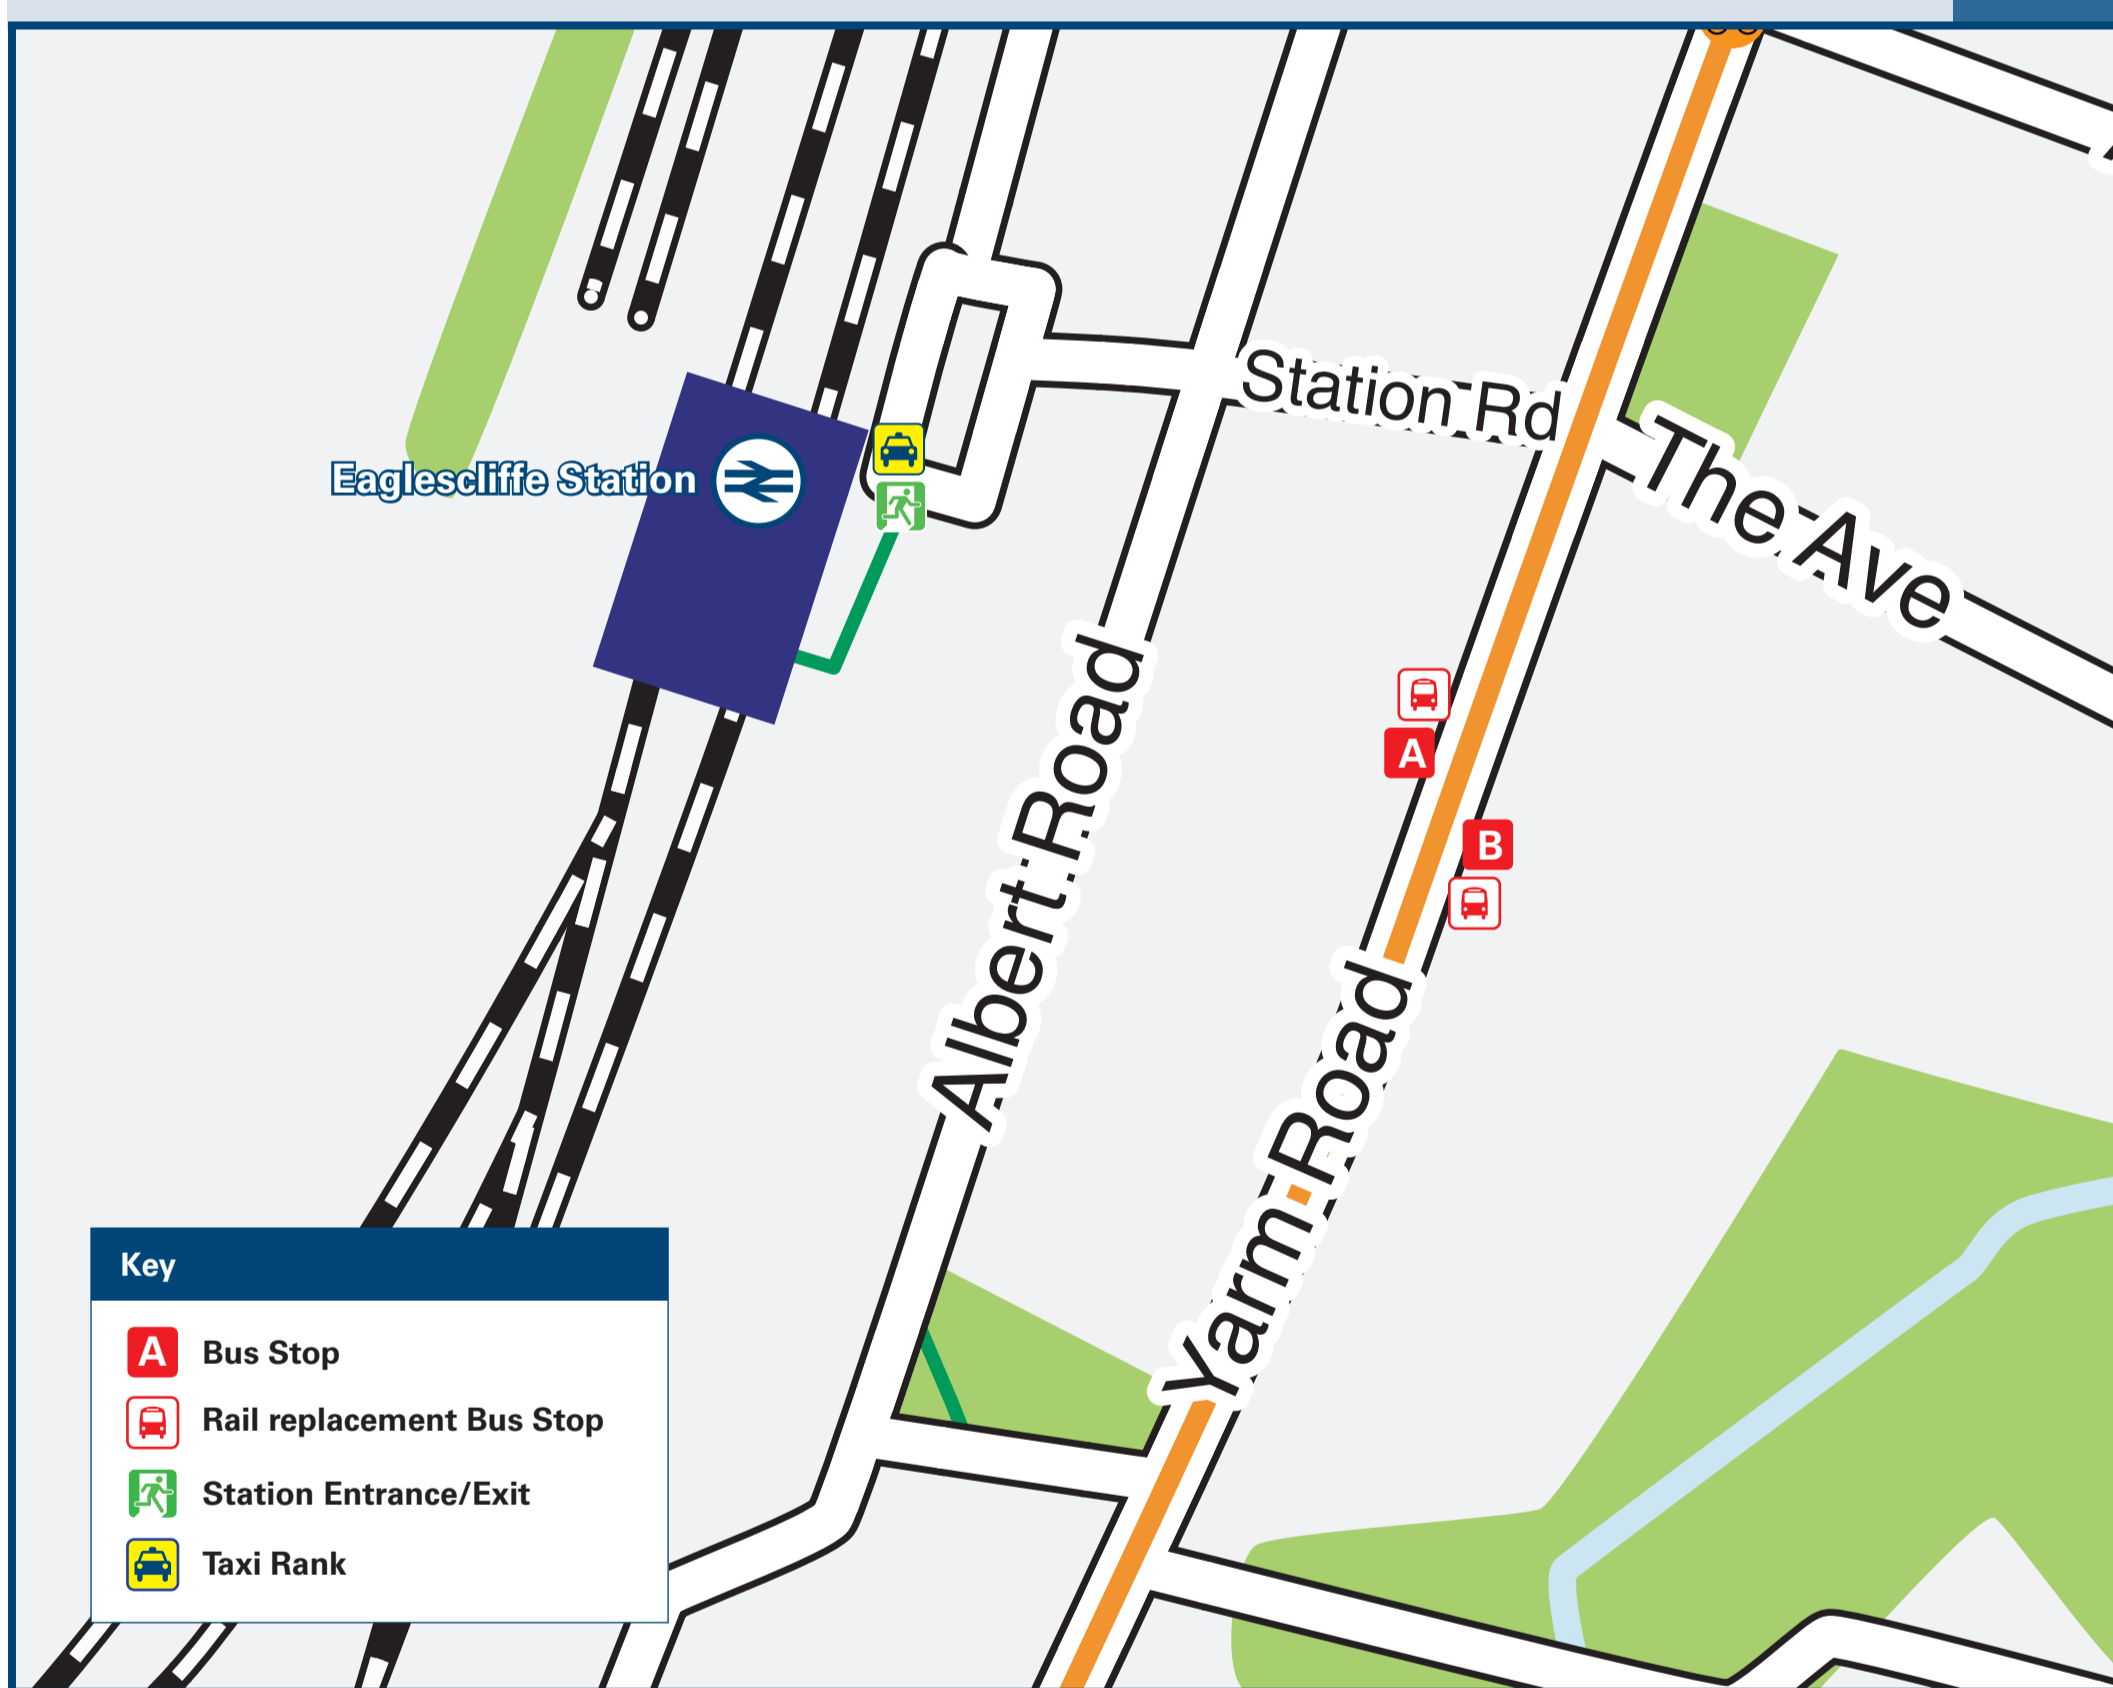 Station Rd
The Ave
Eaglescliffe Station
Albert Road
A
B
Yarm Road
Key
A Bus Stop
Rail replacement Bus Stop
Station Entrance/Exit
Taxi Rank